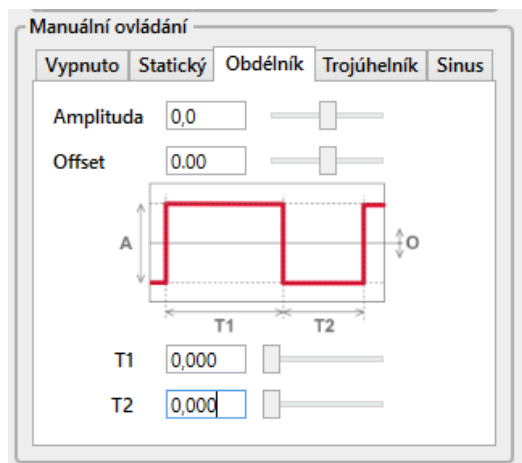 Manuální ovládání
Vypnuto Statický Obdélník Trojúhelník Sinus
Amplituda 0,0
Offset 0.00
A O
T1 T2
T1 0,000
T2 0,000